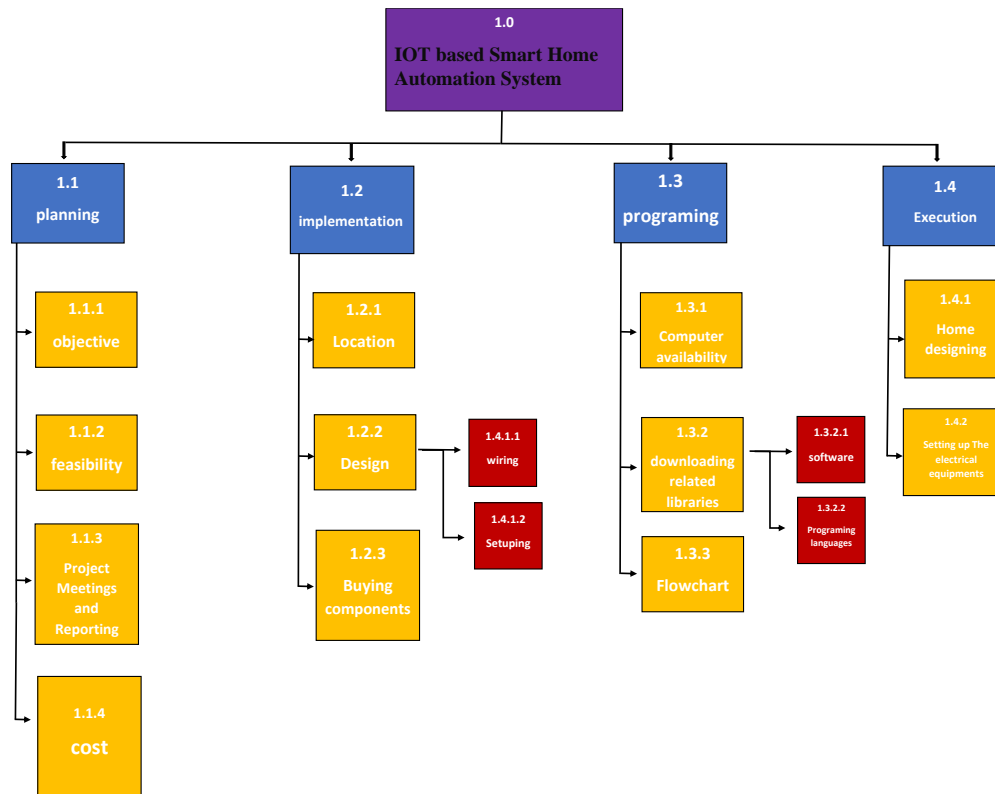 1.0
IOT based Smart Home
Automation System
1.1
planning
1.2
implementation
1.3
programing
1.4
Execution
1.1.1
objective
1.1.2
feasibility
1.1.3
Project
Meetings
and
Reporting
1.1.4
cost
1.2.1
Location
1.2.2
Design
1.4.1.1
wiring
1.4.1.2
Setuping
1.2.3
Buying
components
1.3.1
Computer
availability
1.3.2
downloading
related
libraries
1.3.2.1
software
1.3.2.2
Programing
languages
1.3.3
Flowchart
1.4.1
Home
designing
1.4.2
Setting up The
electrical
equipments